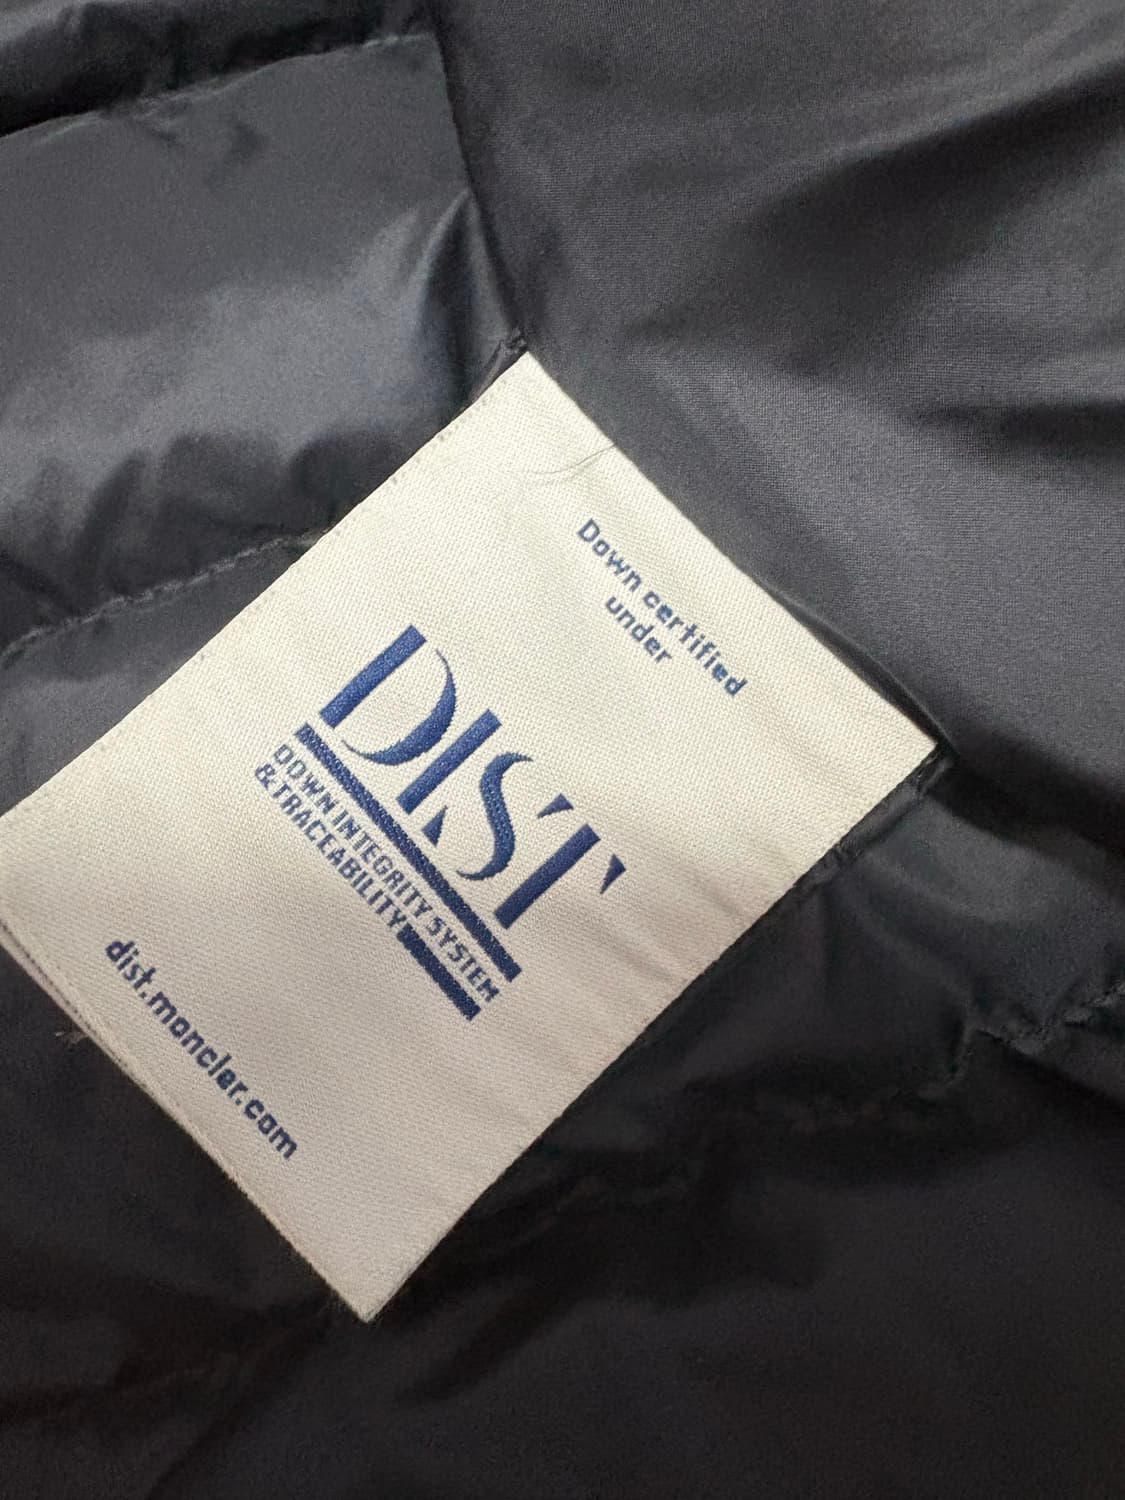 Down certified
under
DIST
DOWN INTEGRITY SYSTEM
&TRACEABILITY
dist.moncler.com